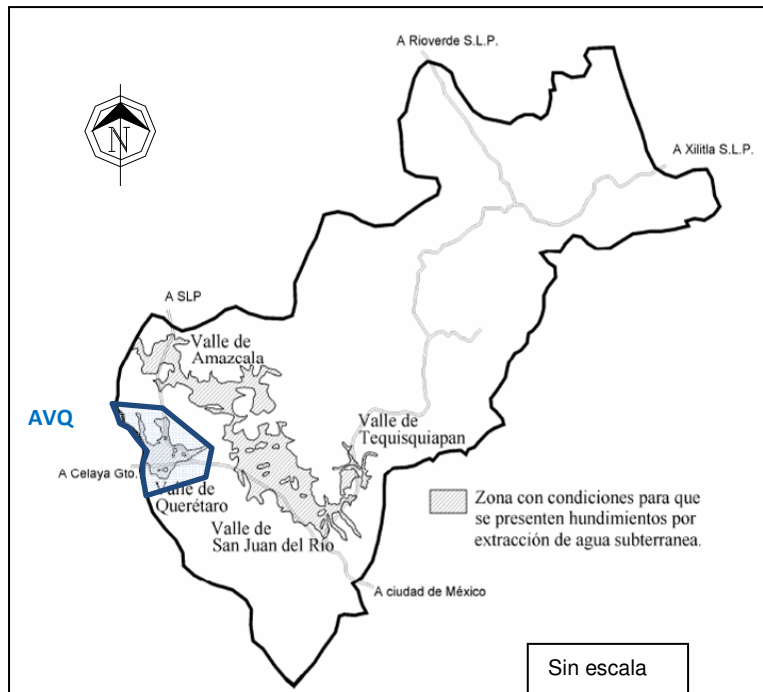 A Rioverde S.L.P.
N
A Xilitla S.L.P.
A SLP
Valle de
Amazcala
AVQ
Valle de
Tequisquiapan
A Celaya Gto.
Valle de
Querétaro
Valle de
San Juan del Río
Zona con condiciones para que
se presenten hundimientos por
extracción de agua subterranea.
A ciudad de México
Sin escala